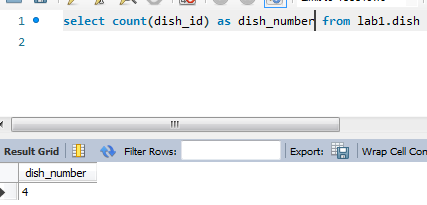 1 select count(dish_id) as dish_number from lab1.dish
2
Result Grid Filter Rows: Export: Wrap Cell Con
dish_number
4